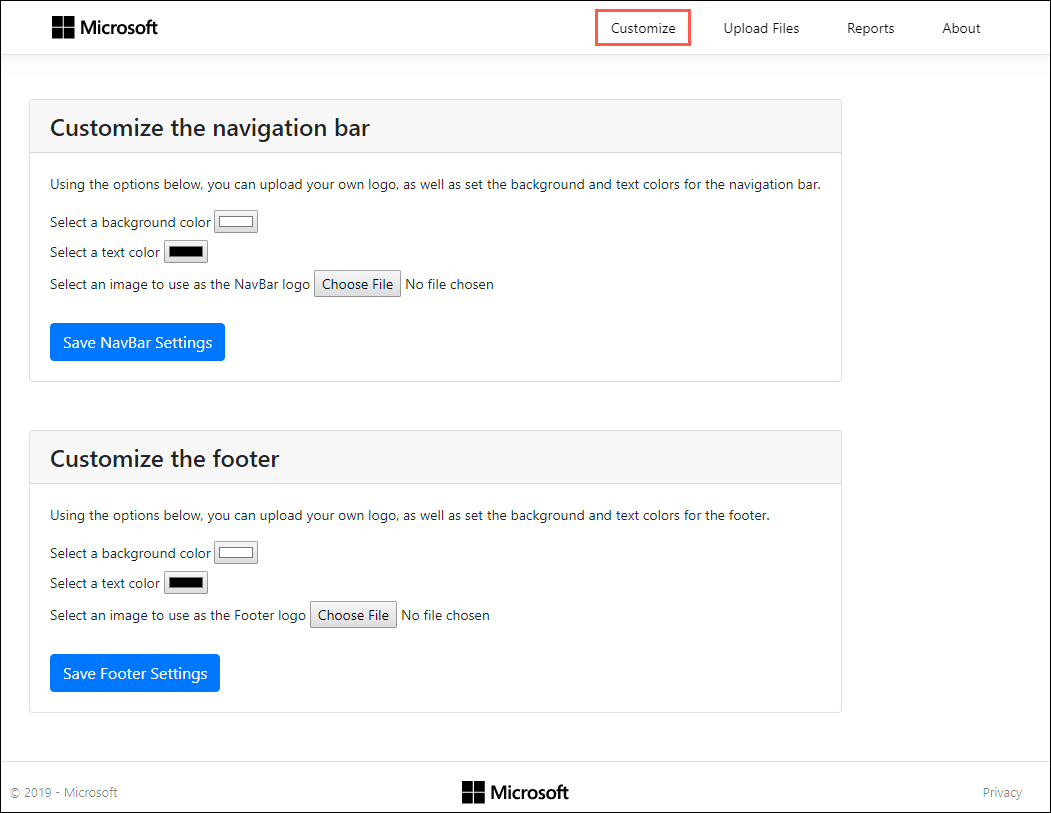 Microsoft
Customize Upload Files Reports About
Customize the navigation bar
Using the options below, you can upload your own logo, as well as set the background and text colors for the navigation bar.
Select a background color
Select a text color
Select an image to use as the NavBar logo Choose File No file chosen
Save NavBar Settings
Customize the footer
Using the options below, you can upload your own logo, as well as set the background and text colors for the footer.
Select a background color
Select a text color
Select an image to use as the Footer logo Choose File No file chosen
Save Footer Settings
© 2019 - Microsoft Microsoft Privacy